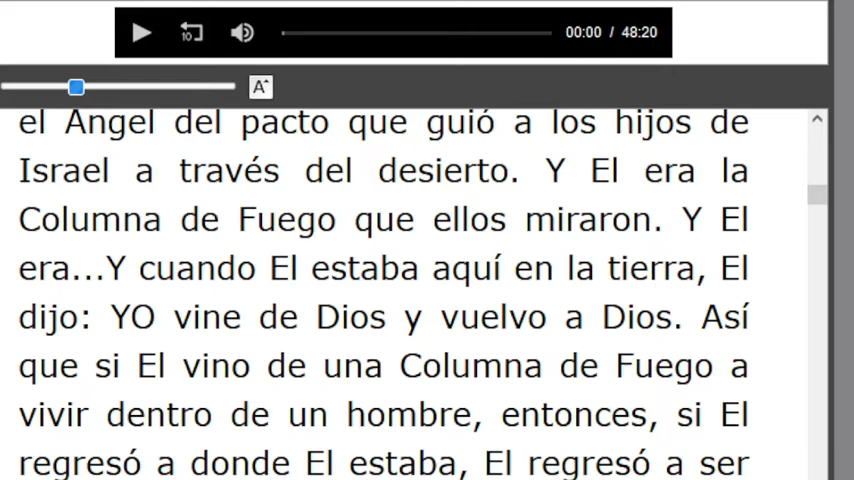 10
00:00 / 48:20
A
el Angel del pacto que guió a los hijos de
Israel a través del desierto. Y El era la
Columna de Fuego que ellos miraron. Y El
era...Y cuando El estaba aquí en la tierra, El
dijo: YO vine de Dios y vuelvo a Dios. Así
que si El vino de una Columna de Fuego a
vivir dentro de un hombre, entonces, si El
regresó a donde El estaba, El regresó a ser